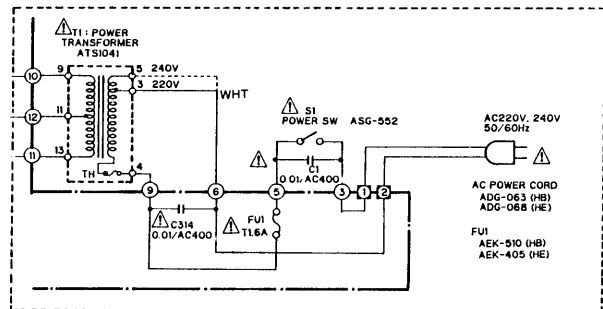 T1 : POWER
TRANSFORMER
ATS1041
10
9
5
240V
3
220V
WHT
12
11
11
13
TH
4
S1
POWER SW ASG-552
C1
0.01/AC400
AC220V, 240V
50/60Hz
AC POWER CORD
ADG-063 (HB)
ADG-068 (HE)
FU1
AEK-510 (HB)
AEK-405 (HE)
9
6
5
3
1
2
C314
0.01/AC400
FU1
T1.6A